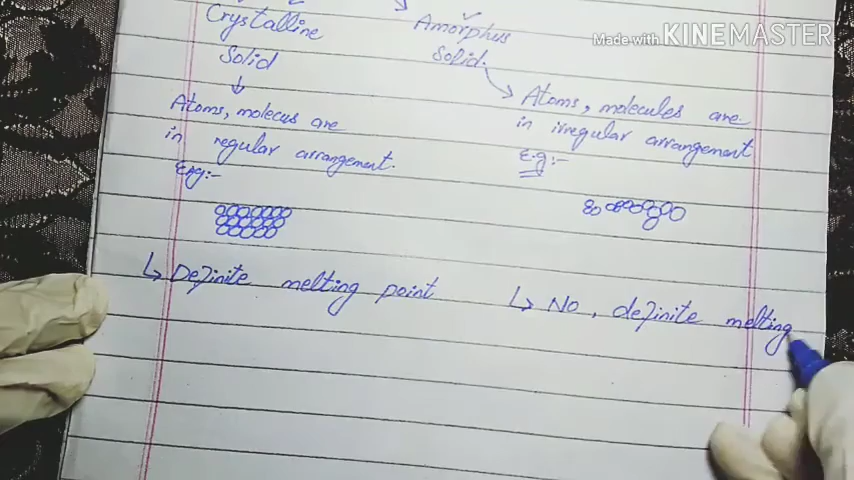 Made with KINEMASTER
Crystalline
Solid
Atoms, molecus are
in regular arrangement.
E.g:-
Definite melting point
Amorphus
Solid.
Atoms, molecules are
in irregular arrangement
E.g:-
No, definite melting